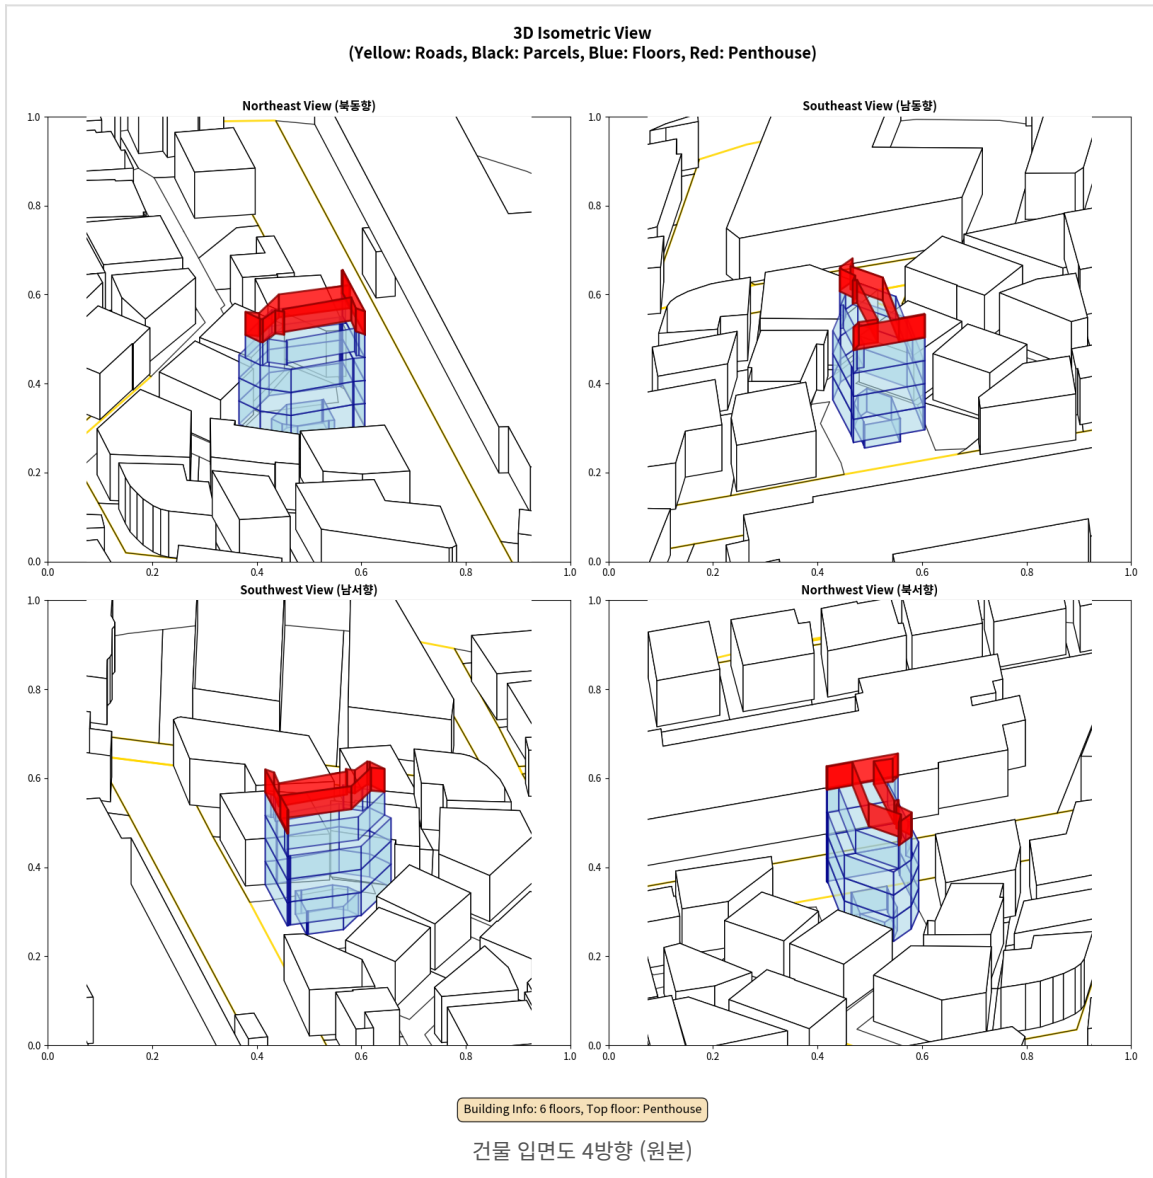 3D Isometric View
(Yellow: Roads, Black: Parcels, Blue: Floors, Red: Penthouse)
Northeast View (북동향)
1.0
0.8
0.6
0.4
0.2
0.0
0.0 0.2 0.4 0.6 0.8 1.0
Southeast View (남동향)
1.0
0.8
0.6
0.4
0.2
0.0
0.0 0.2 0.4 0.6 0.8 1.0
Southwest View (남서향)
1.0
0.8
0.6
0.4
0.2
0.0
0.0 0.2 0.4 0.6 0.8 1.0
Northwest View (북서향)
1.0
0.8
0.6
0.4
0.2
0.0
0.0 0.2 0.4 0.6 0.8 1.0
Building Info: 6 floors, Top floor: Penthouse
건물 입면도 4방향 (원본)